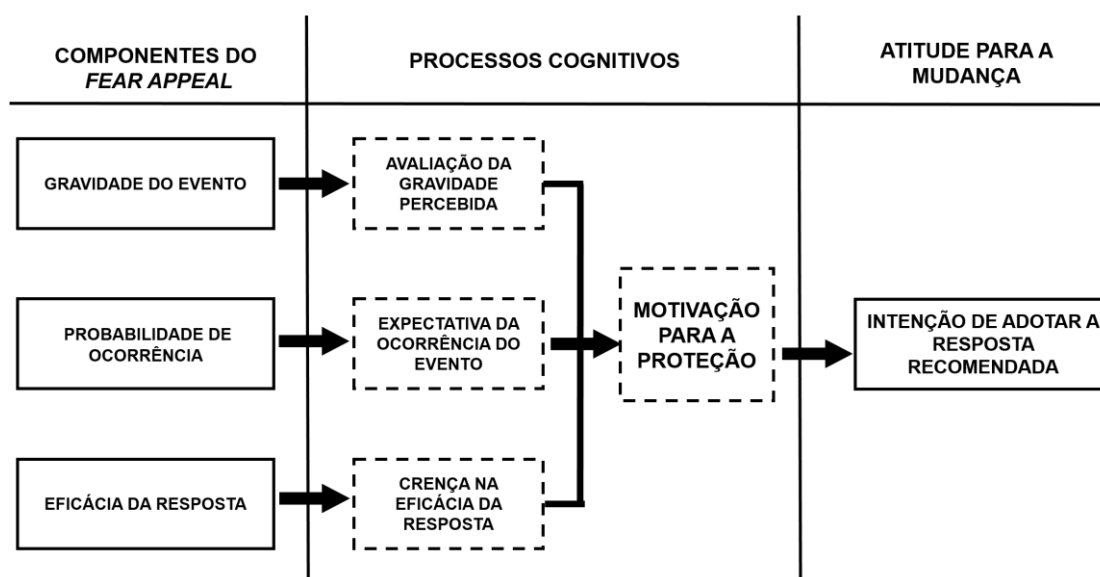 COMPONENTES DO
FEAR APPEAL
PROCESSOS COGNITIVOS
ATITUDE PARA A
MUDANÇA
GRAVIDADE DO EVENTO
AVALIAÇÃO DA
GRAVIDADE
PERCEBIDA
PROBABILIDADE DE
OCORRÊNCIA
EXPECTATIVA DA
OCORRÊNCIA DO
EVENTO
MOTIVAÇÃO
PARA A
PROTEÇÃO
INTENÇÃO DE ADOTAR A
RESPOSTA
RECOMENDADA
EFICÁCIA DA RESPOSTA
CRENÇA NA
EFICÁCIA DA
RESPOSTA